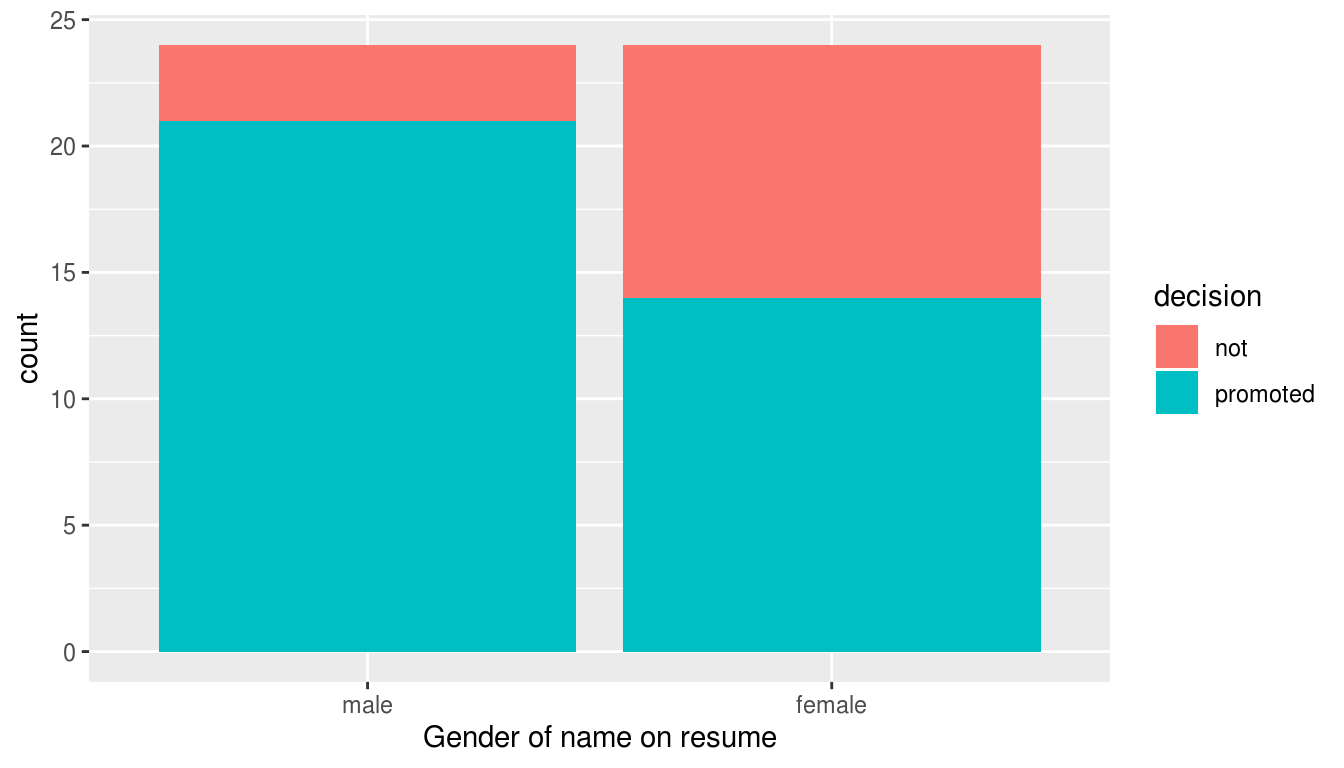 25
20
15
10
5
0
count
male female
Gender of name on resume
decision
not
promoted